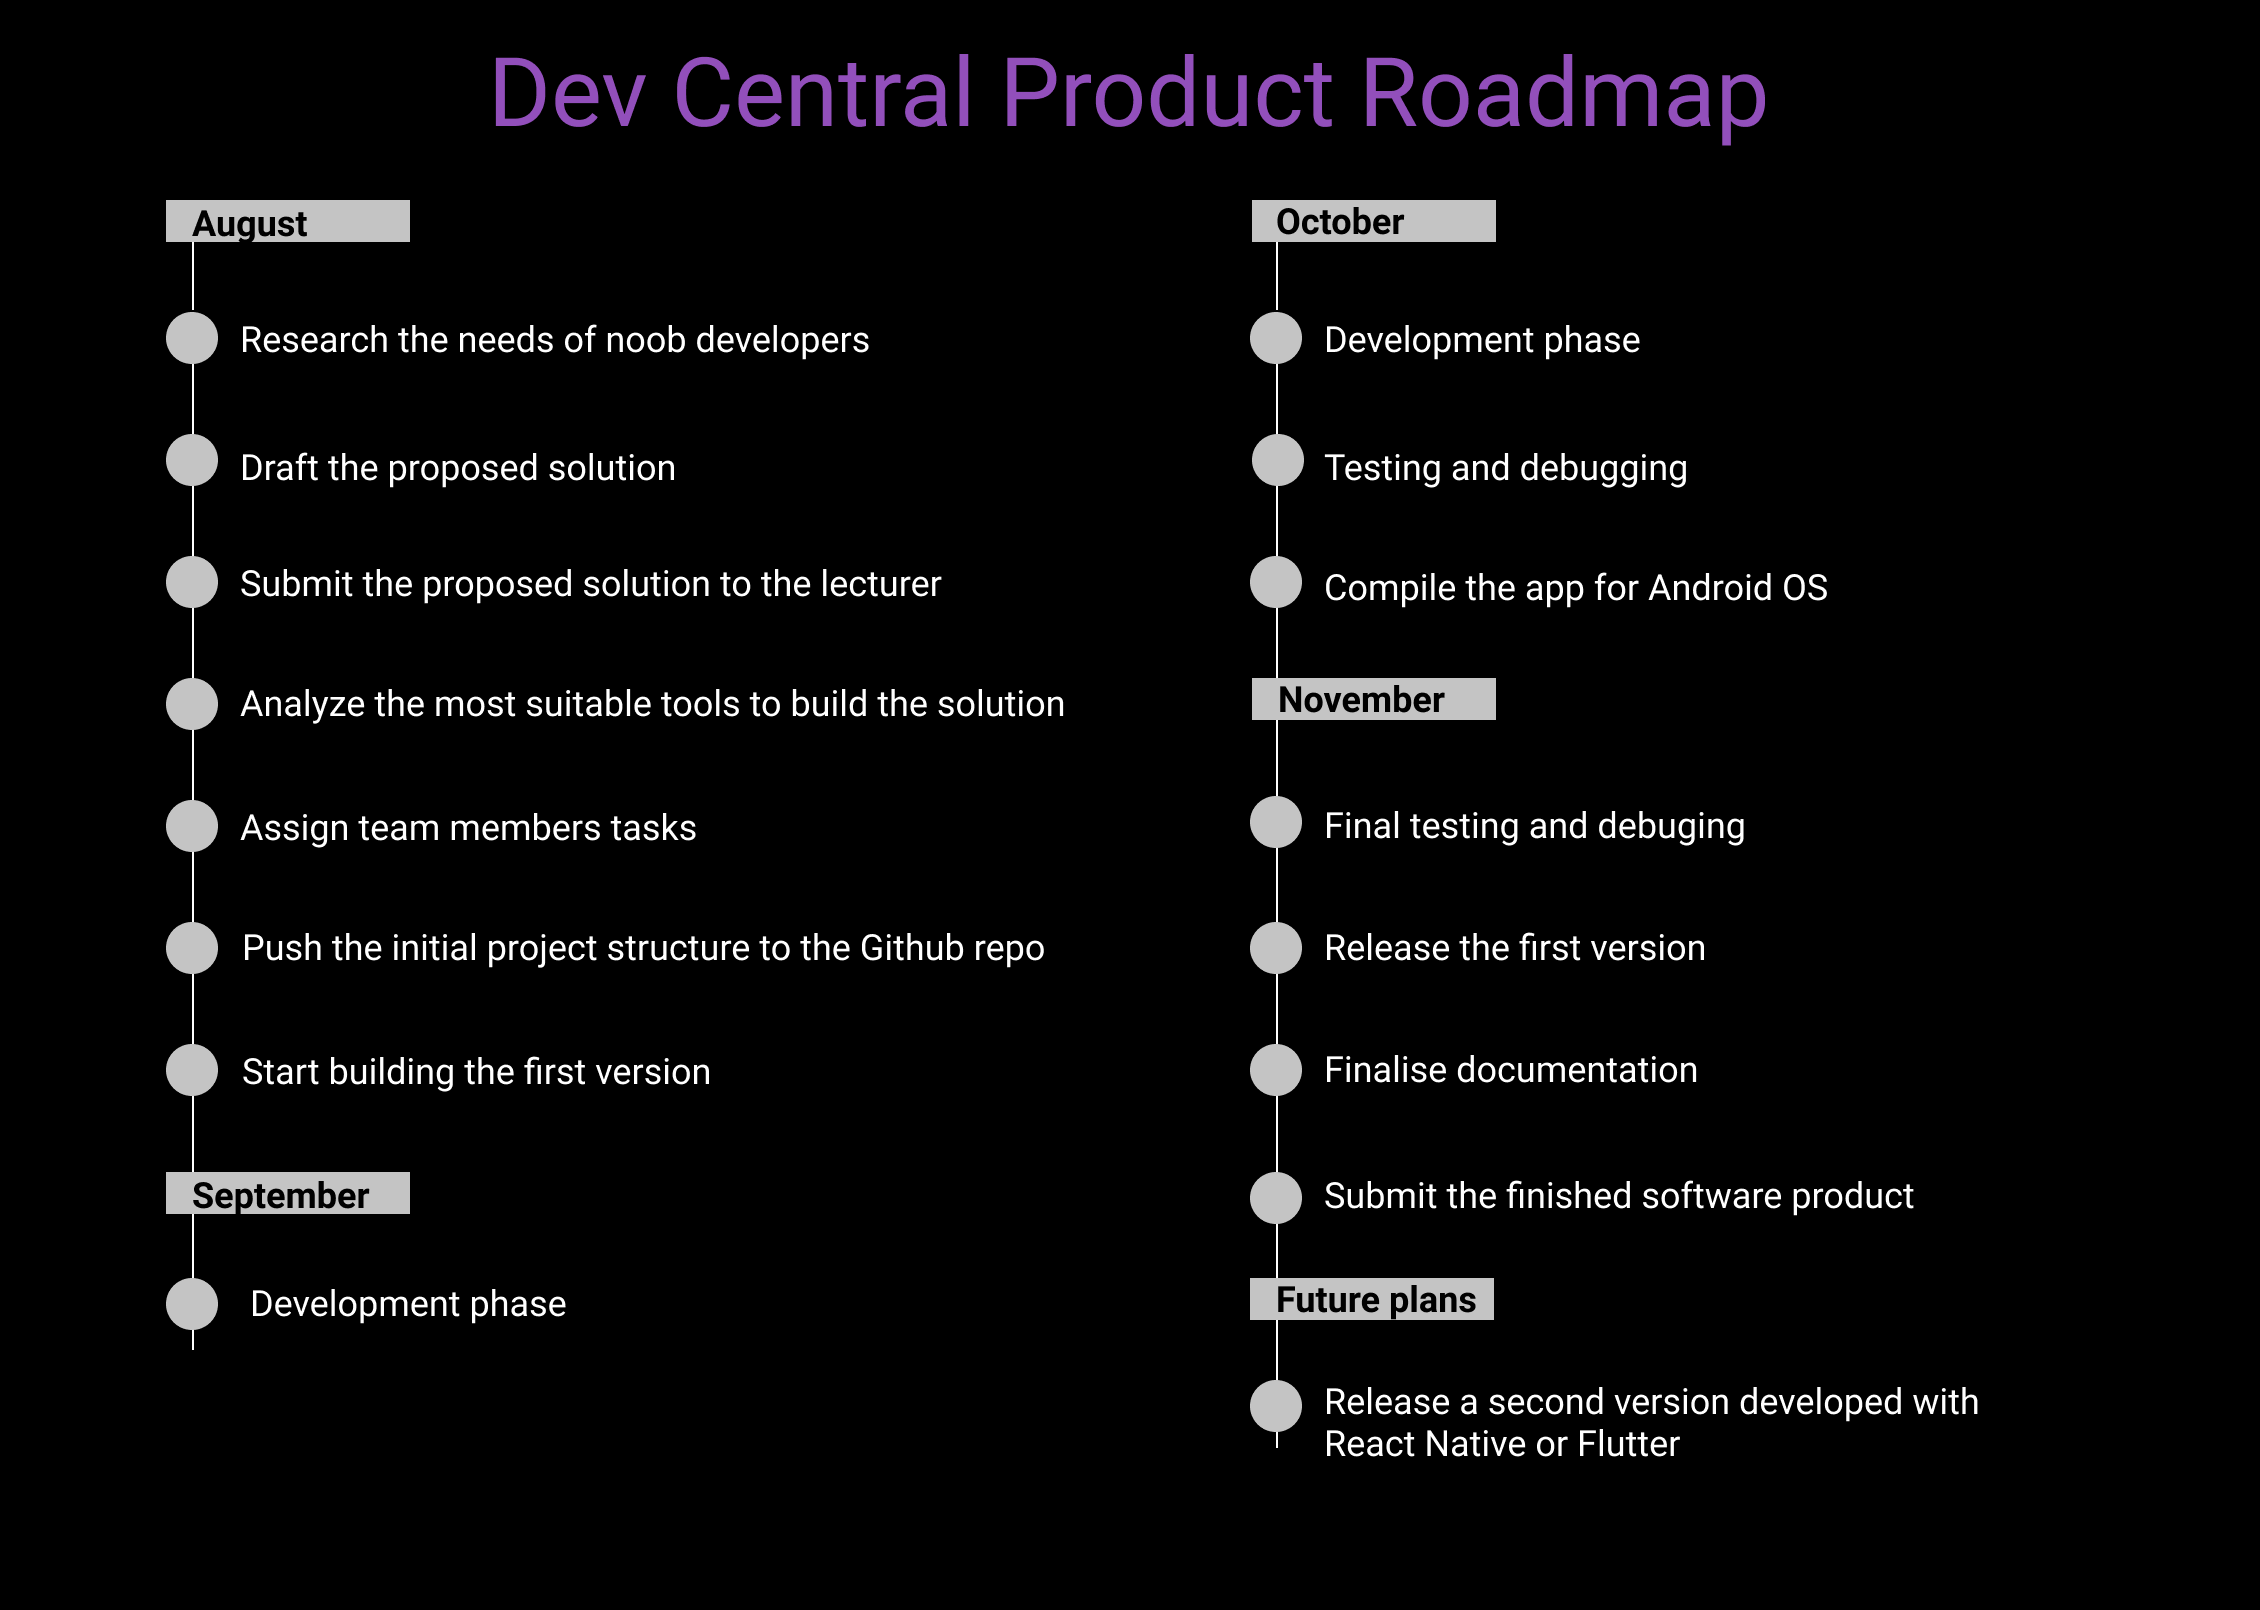 Dev Central Product Roadmap
August
Research the needs of noob developers
Draft the proposed solution
Submit the proposed solution to the lecturer
Analyze the most suitable tools to build the solution
Assign team members tasks
Push the initial project structure to the Github repo
Start building the first version
September
Development phase
October
Development phase
Testing and debugging
Compile the app for Android OS
November
Final testing and debuging
Release the first version
Finalise documentation
Submit the finished software product
Future plans
Release a second version developed with
React Native or Flutter